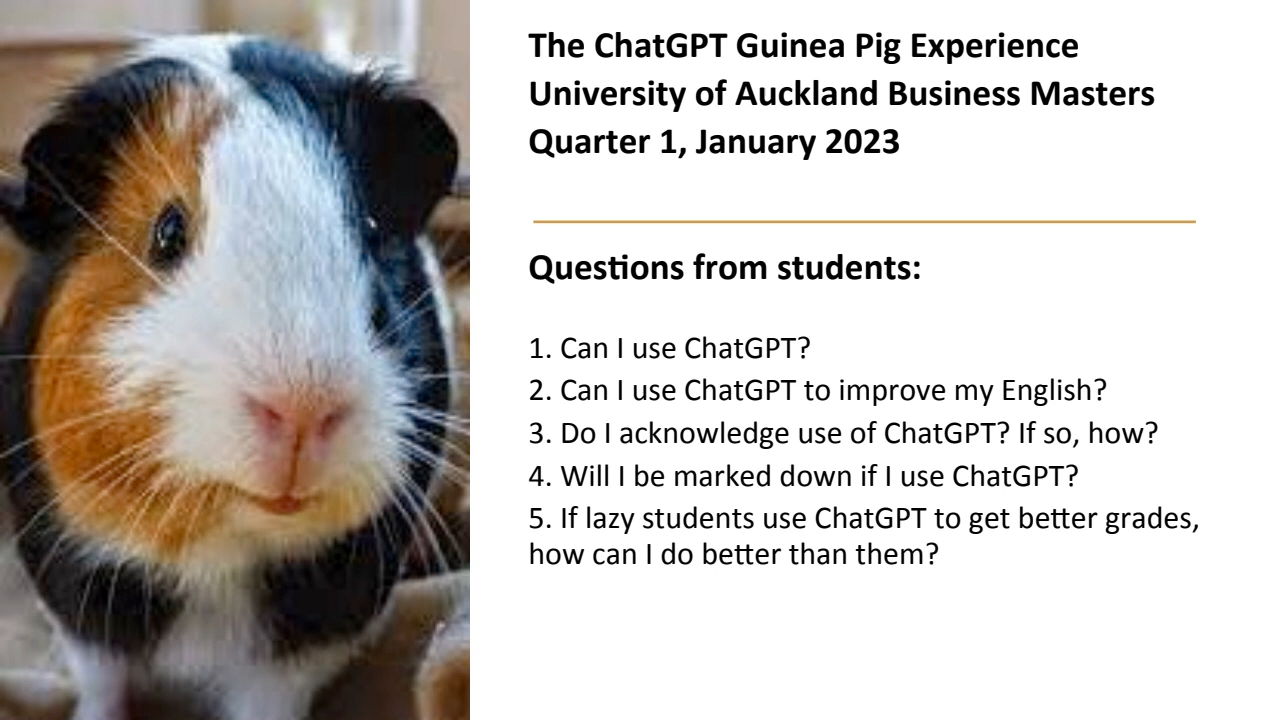 The ChatGPT Guinea Pig Experience
University of Auckland Business Masters
Quarter 1, January 2023
Questions from students:
1. Can I use ChatGPT?
2. Can I use ChatGPT to improve my English?
3. Do I acknowledge use of ChatGPT? If so, how?
4. Will I be marked down if I use ChatGPT?
5. If lazy students use ChatGPT to get better grades,
how can I do better than them?